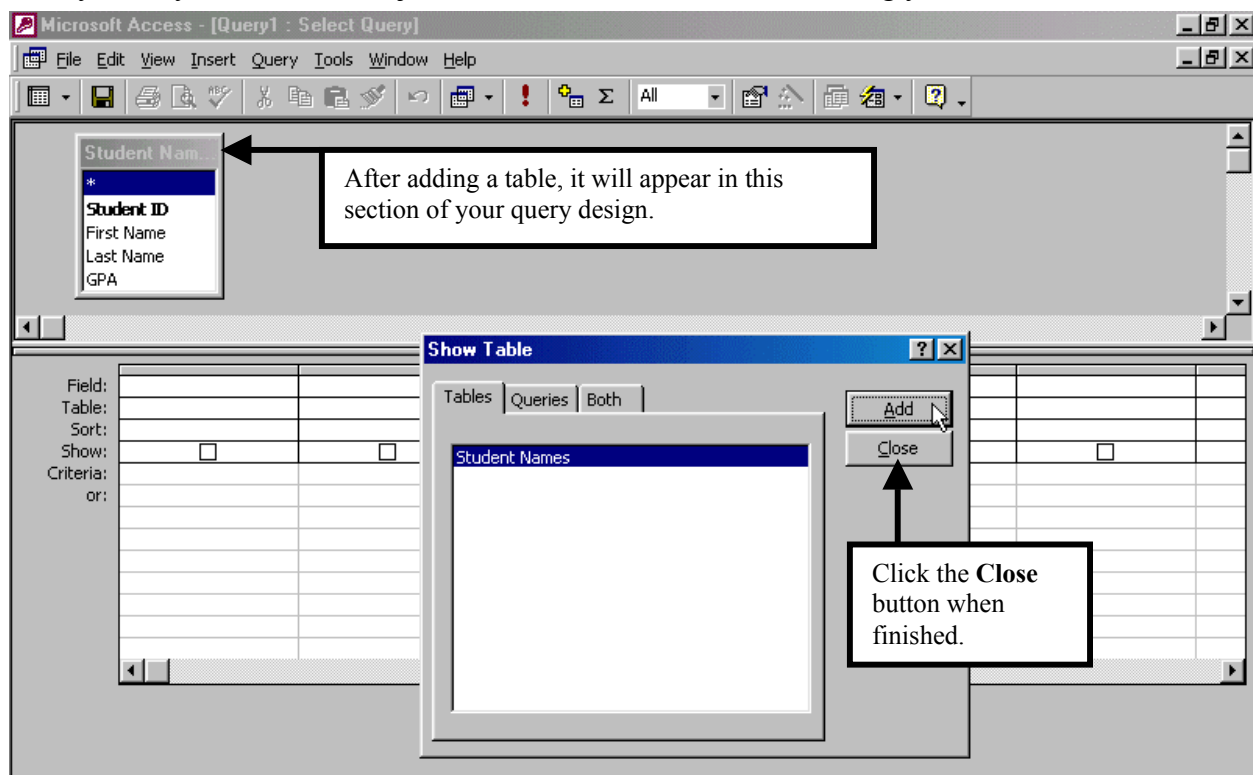 Microsoft Access - [Query1 : Select Query]
File Edit View Insert Query Tools Window Help
All
Student Nam...
*
Student ID
First Name
Last Name
GPA
After adding a table, it will appear in this
section of your query design.
Show Table
Tables Queries Both
Student Names
Add
Close
Field:
Table:
Sort:
Show:
Criteria:
or:
Click the Close
button when
finished.